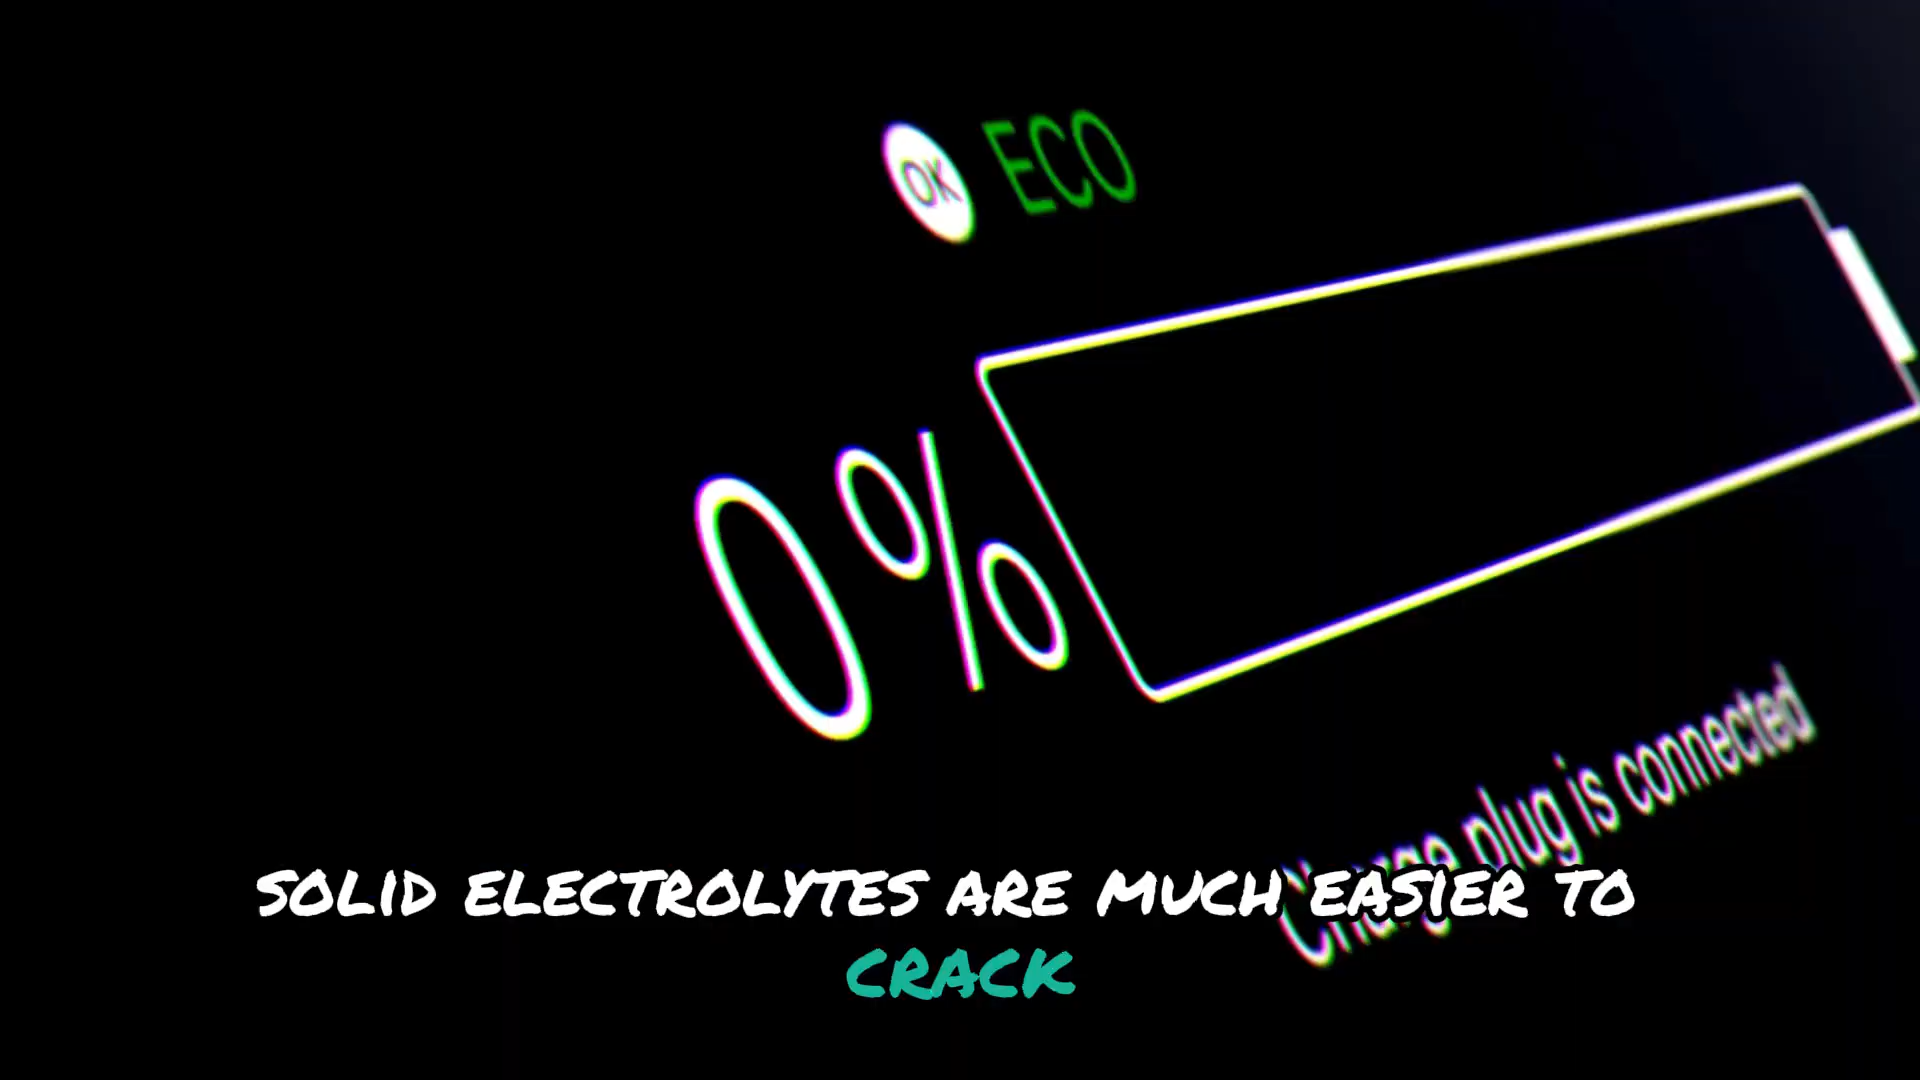 OK ECO
0%
Charge plug is connected
SOLID ELECTROLYTES ARE MUCH EASIER TO
CRACK